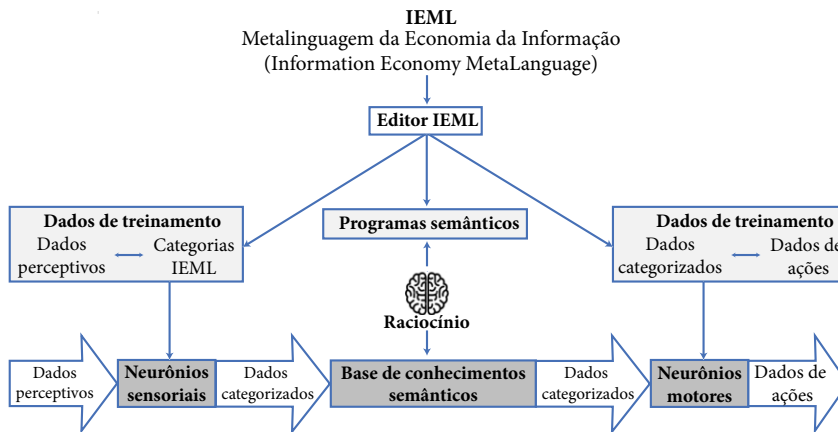 IEML
Metalinguagem da Economia da Informação
(Information Economy MetaLanguage)
Editor IEML
Dados de treinamento
Dados
perceptivos
Categorias
IEML
Programas semânticos
Dados de treinamento
Dados
categorizados
Dados de
ações
Raciocínio
Dados
perceptivos
Neurônios
sensoriais
Dados
categorizados
Base de conhecimentos
semânticos
Dados
categorizados
Neurônios
motores
Dados de
ações